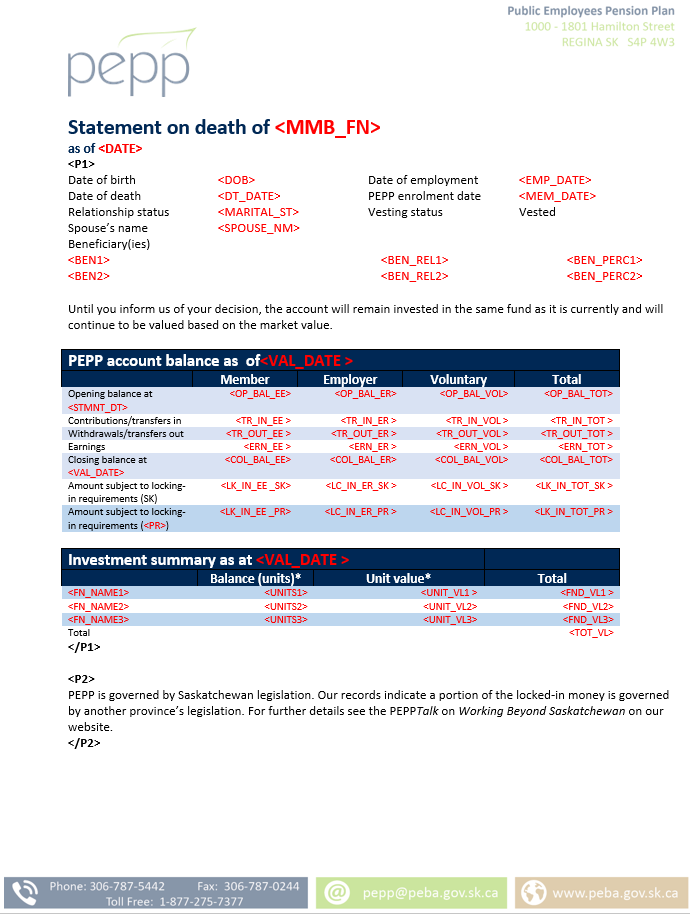 Public Employees Pension Plan
1000 - 1801 Hamilton Street
REGINA SK   S4P 4W3
pepp
Statement on death of <MMB_FN>
as of <DATE>
<P1>
Date of birth <DOB> Date of employment <EMP_DATE>
Date of death <DT_DATE> PEPP enrolment date <MEM_DATE>
Relationship status <MARITAL_ST> Vesting status Vested
Spouse's name <SPOUSE_NM>
Beneficiary(ies)
<BEN1> <BEN_REL1> <BEN_PERC1>
<BEN2> <BEN_REL2> <BEN_PERC2>
Until you inform us of your decision, the account will remain invested in the same fund as it is currently and will
continue to be valued based on the market value.
PEPP account balance as  of<VAL_DATE >
Member Employer Voluntary Total
Opening balance at <OP_BAL_EE> <OP_BAL_ER> <OP_BAL_VOL> <OP_BAL_TOT>
<STMNT_DT>
Contributions/transfers in <TR_IN_EE > <TR_IN_ER > <TR_IN_VOL > <TR_IN_TOT >
Withdrawals/transfers out <TR_OUT_EE> <TR_OUT_ER > <TR_OUT_VOL > <TR_OUT_TOT >
Earnings <ERN_EE > <ERN_ER > <ERN_VOL > <ERN_TOT >
Closing balance at <COL_BAL_EE> <COL_BAL_ER> <COL_BAL_VOL> <COL_BAL_TOT>
<VAL_DATE>
Amount subject to locking- <LK_IN_EE _SK> <LC_IN_ER_SK > <LC_IN_VOL_SK > <LK_IN_TOT_SK >
in requirements (SK)
Amount subject to locking- <LK_IN_EE _PR> <LC_IN_ER_PR > <LC_IN_VOL_PR > <LK_IN_TOT_PR >
in requirements (<PR>)
Investment summary as at <VAL_DATE >
Balance (units)* Unit value* Total
<FN_NAME1> <UNITS1> <UNIT_VL1 > <FND_VL1 >
<FN_NAME2> <UNITS2> <UNIT_VL2> <FND_VL2>
<FN_NAME3> <UNITS3> <UNIT_VL3> <FND_VL3>
Total <TOT_VL>
</P1>
<P2>
PEPP is governed by Saskatchewan legislation. Our records indicate a portion of the locked-in money is governed
by another province's legislation. For further details see the PEPPTalk on Working Beyond Saskatchewan on our
website.
</P2>
Phone: 306-787-5442 Fax:  306-787-0244
Toll Free:  1-877-275-7377
@ pepp@peba.gov.sk.ca
www.peba.gov.sk.ca